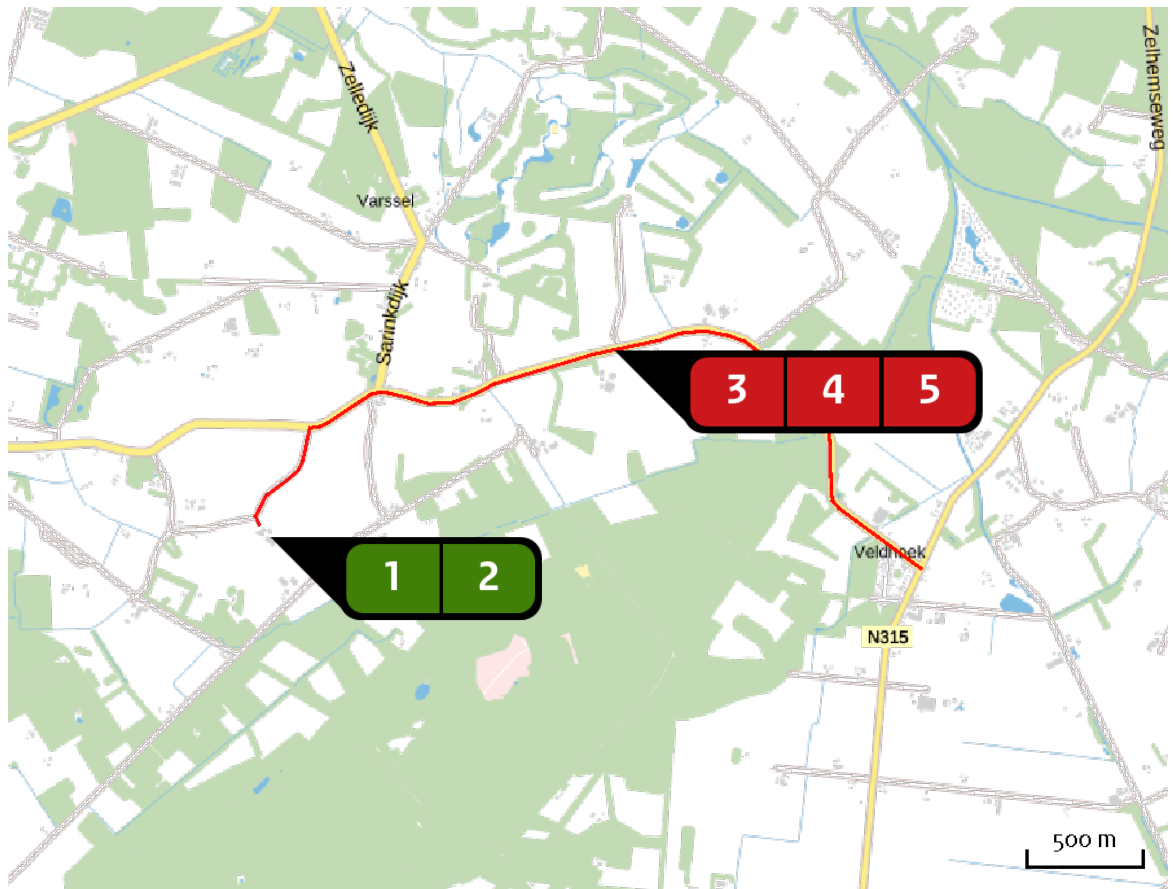 Zelledijk
Zelhemseweg
Varssel
Sarinkdijk
3 4 5
Veldhoek
1 2
N315
500 m